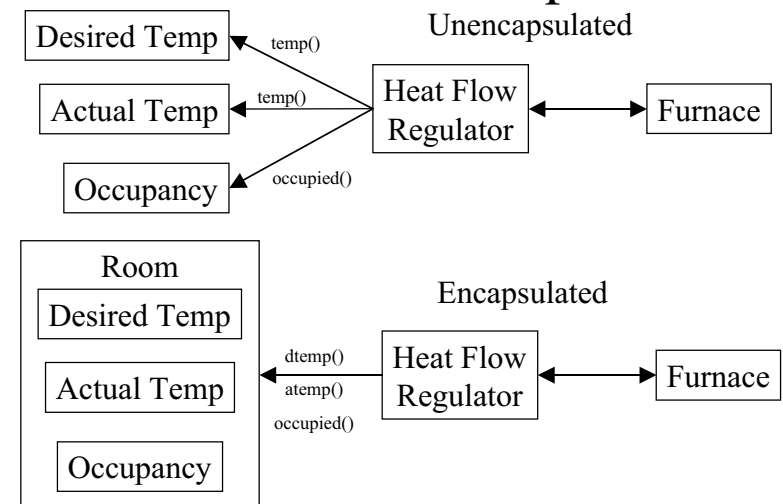 Unencapsulated
Desired Temp
temp()
Actual Temp
temp()
Heat Flow
Regulator
Furnace
Occupancy
occupied()
Room
Desired Temp
Encapsulated
dtemp()
Actual Temp
atemp()
Heat Flow
Regulator
Furnace
occupied()
Occupancy